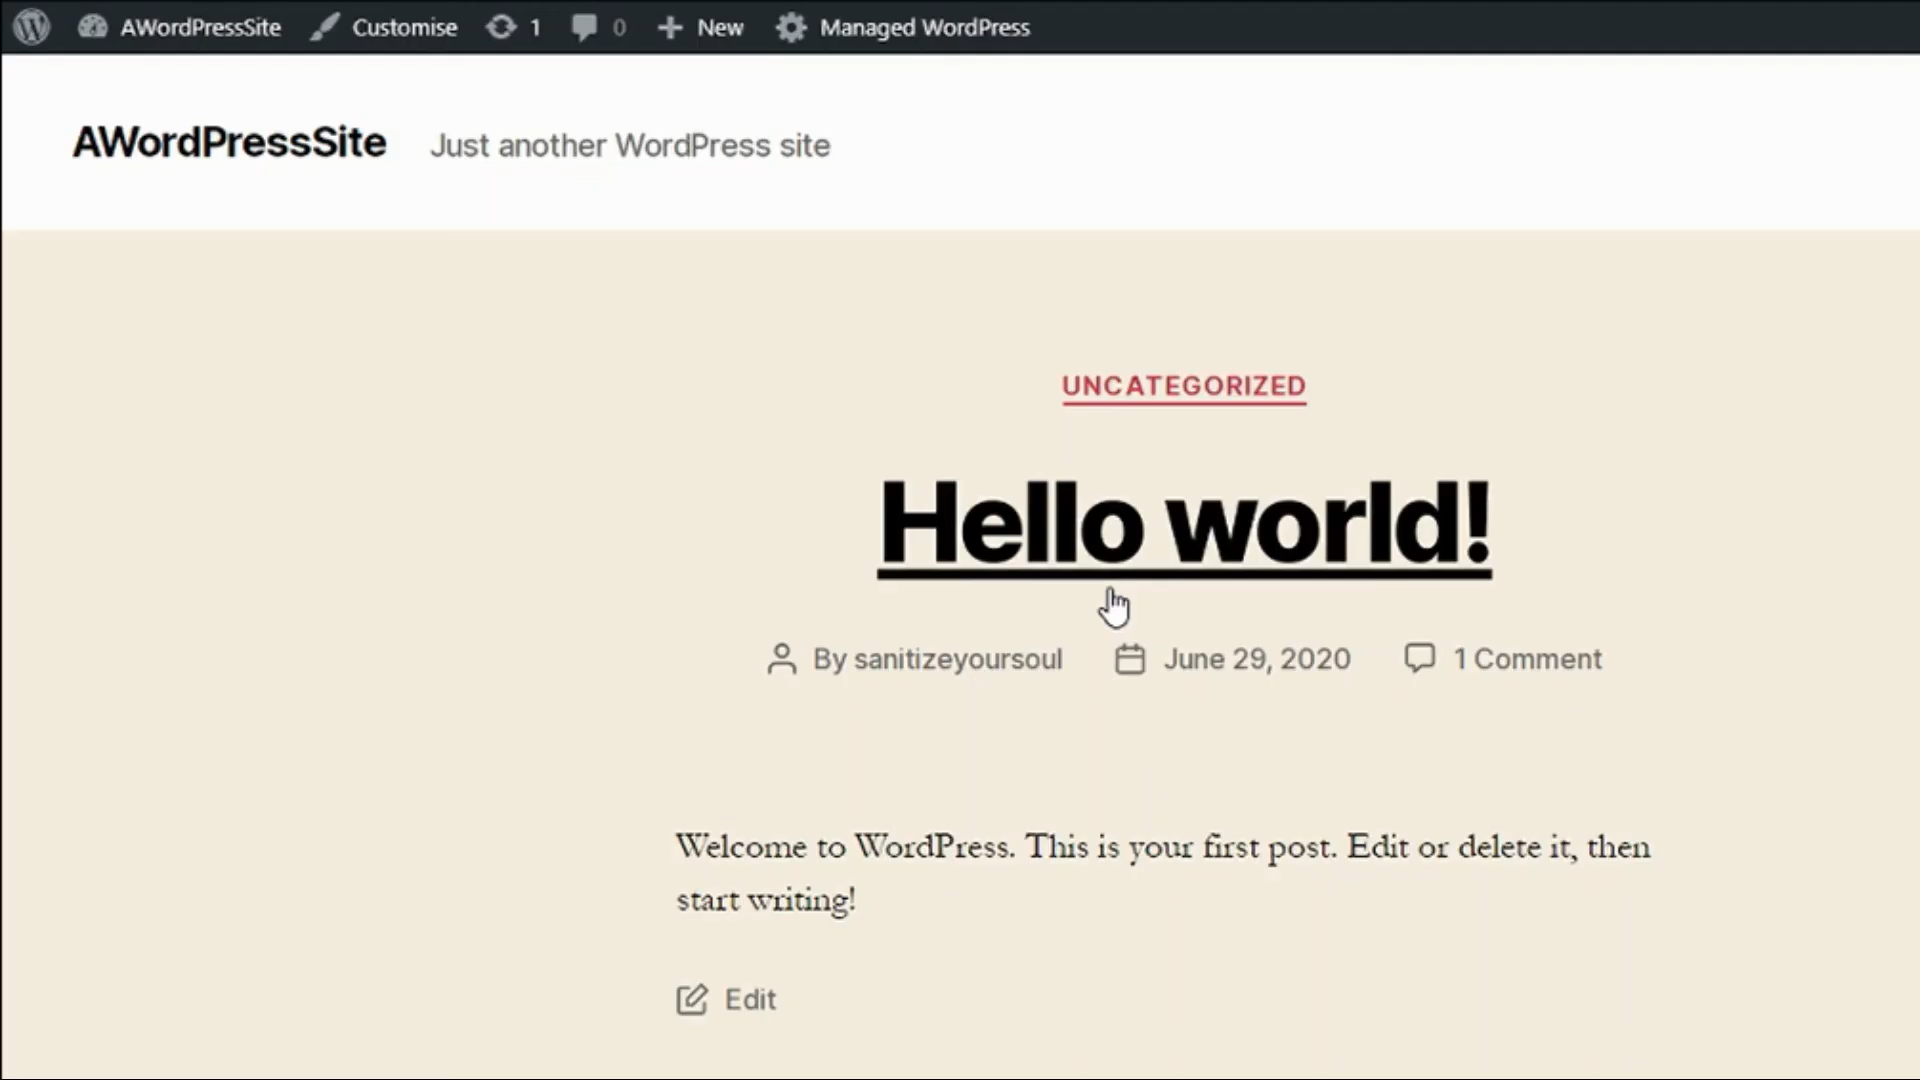 AWordPressSite Customise 1 0 New Managed WordPress
AWordPressSite Just another WordPress site
UNCATEGORIZED
Hello world!
By sanitizeyoursoul June 29, 2020 1 Comment
Welcome to WordPress. This is your first post. Edit or delete it, then
start writing!
Edit